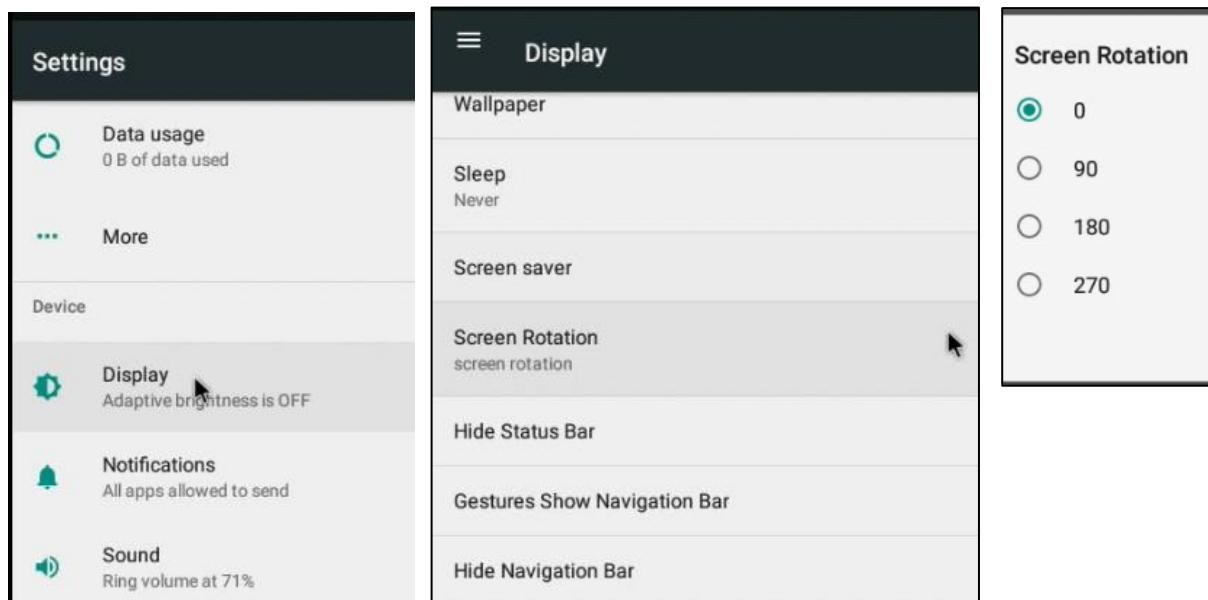 Settings
Data usage
0 B of data used
More
Device
Display
Adaptive brightness is OFF
Notifications
All apps allowed to send
Sound
Ring volume at 71%
Display
Wallpaper
Sleep
Never
Screen saver
Screen Rotation
screen rotation
Hide Status Bar
Gestures Show Navigation Bar
Hide Navigation Bar
Screen Rotation
0
90
180
270